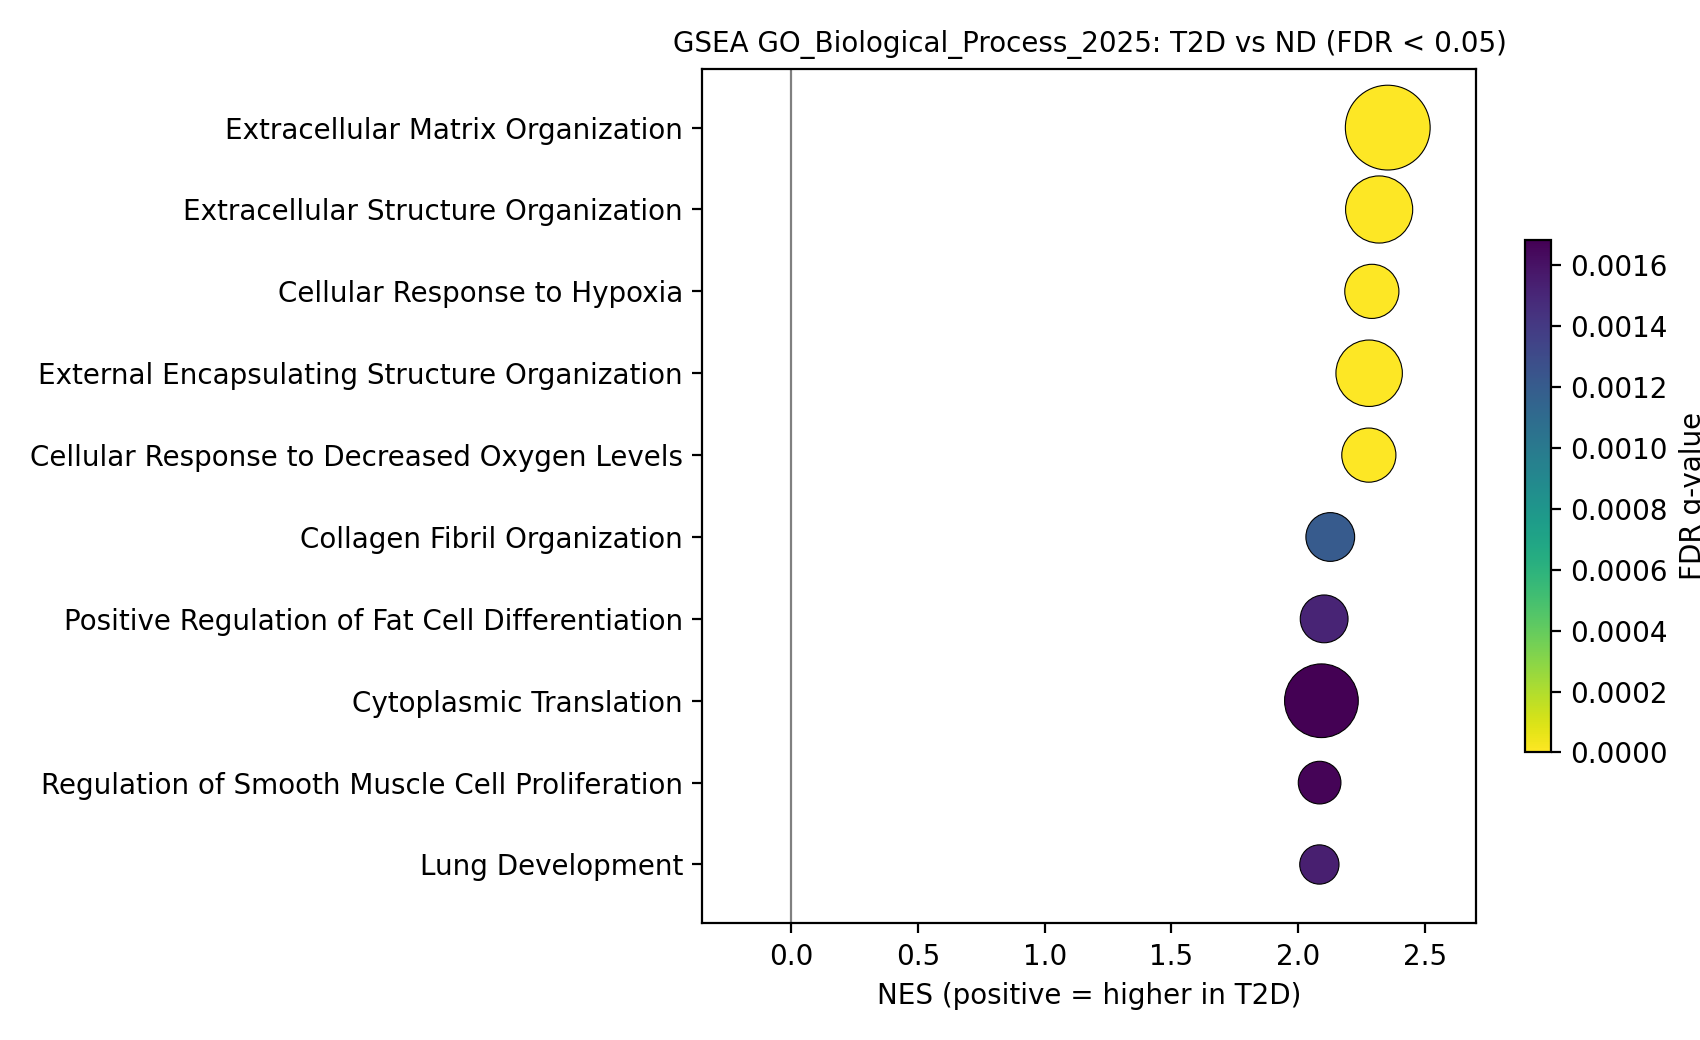 GSEA GO_Biological_Process_2025: T2D vs ND (FDR < 0.05)
Extracellular Matrix Organization
Extracellular Structure Organization
Cellular Response to Hypoxia
External Encapsulating Structure Organization
Cellular Response to Decreased Oxygen Levels
Collagen Fibril Organization
Positive Regulation of Fat Cell Differentiation
Cytoplasmic Translation
Regulation of Smooth Muscle Cell Proliferation
Lung Development
0.0
0.5
1.0
1.5
2.0
2.5
NES (positive = higher in T2D)
0.0016
0.0014
0.0012
0.0010
0.0008
0.0006
0.0004
0.0002
0.0000
FDR q-value